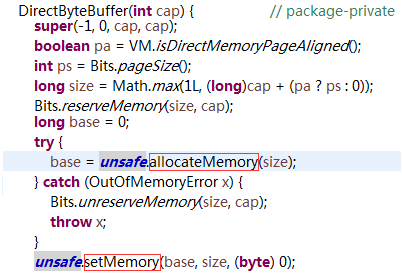 DirectByteBuffer(int cap) { // package-private
super(-1, 0, cap, cap);
boolean pa = VM.isDirectMemoryPageAligned();
int ps = Bits.pageSize();
long size = Math.max(1L, (long)cap + (pa ? ps : 0));
Bits.reserveMemory(size, cap);
long base = 0;
try {
base = unsafe.allocateMemory(size);
} catch (OutOfMemoryError x) {
Bits.unreserveMemory(size, cap);
throw x;
}
unsafe.setMemory(base, size, (byte) 0);